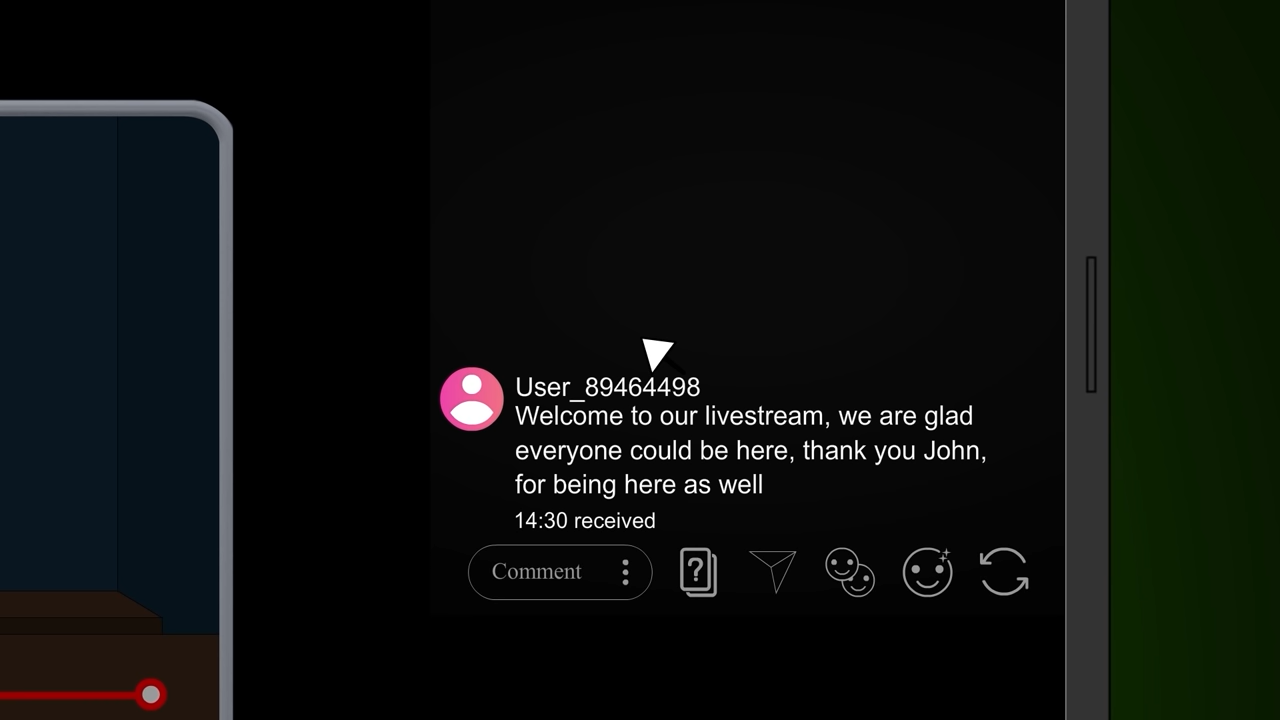 User_89464498
Welcome to our livestream, we are glad
everyone could be here, thank you John,
for being here as well
14:30 received
Comment
?